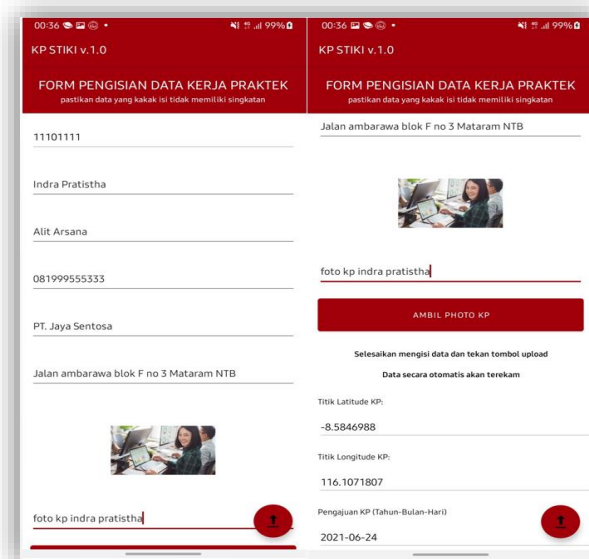 00:36
99%
KP STIKI v.1.0
FORM PENGISIAN DATA KERJA PRAKTEK
pastikan data yang kakak isi tidak memiliki singkatan
11101111
Indra Pratistha
Alit Arsana
081999555333
PT. Jaya Sentosa
Jalan ambarawa blok F no 3 Mataram NTB
foto kp indra pratistha
00:36
99%
KP STIKI v.1.0
FORM PENGISIAN DATA KERJA PRAKTEK
pastikan data yang kakak isi tidak memiliki singkatan
Jalan ambarawa blok F no 3 Mataram NTB
foto kp indra pratistha
AMBIL PHOTO KP
Selesaikan mengisi data dan tekan tombol upload
Data secara otomatis akan terekam
Titik Latitude KP:
-8.5846988
Titik Longitude KP:
116.1071807
Pengajuan KP (Tahun-Bulan-Hari)
2021-06-24